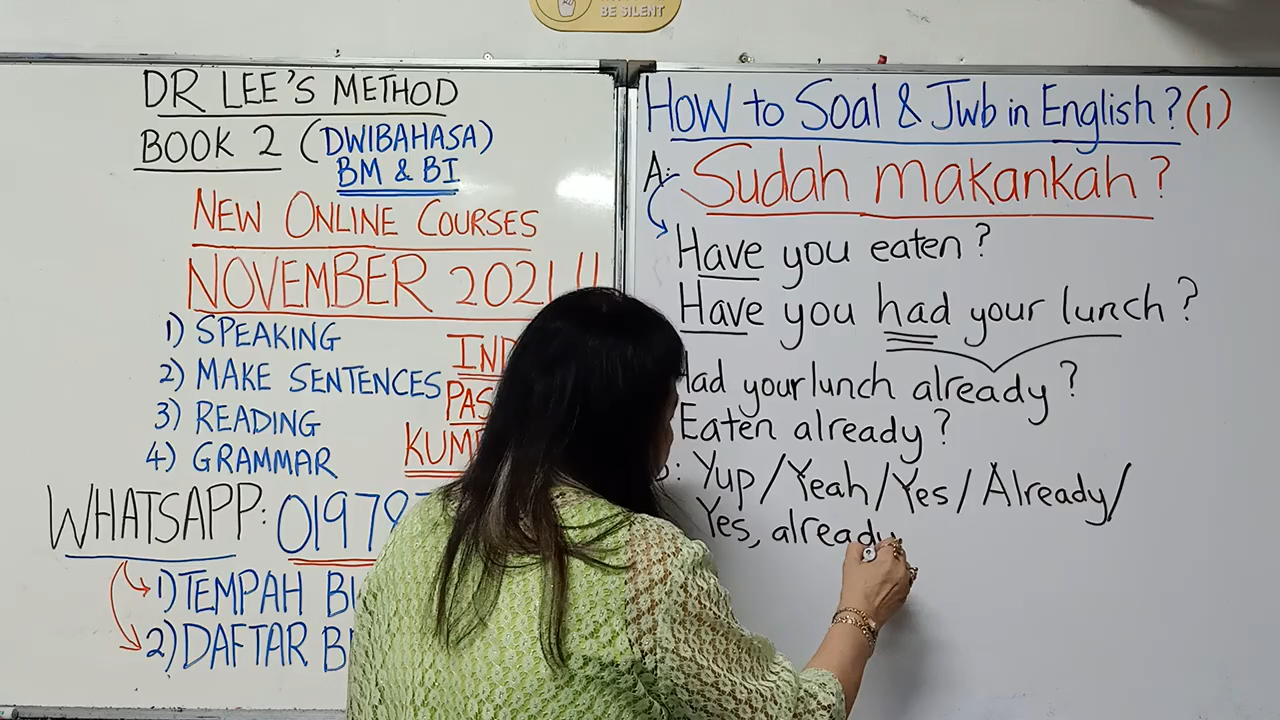 BE SILENT
DR LEE'S METHOD
BOOK 2 (DWIBAHASA)
BM & BI
NEW ONLINE COURSES
NOVEMBER 2021!!
1) SPEAKING
2) MAKE SENTENCES
3) READING
4) GRAMMAR
WHATSAPP:
1) TEMPAH
2) DAFTAR
HOW to Soal & Jwb in English? (1)
A: Sudah makankah?
Have you eaten?
Have you had your lunch?
Had your lunch already?
Eaten already?
Yup / Yeah / Yes / Already /
Yes, already